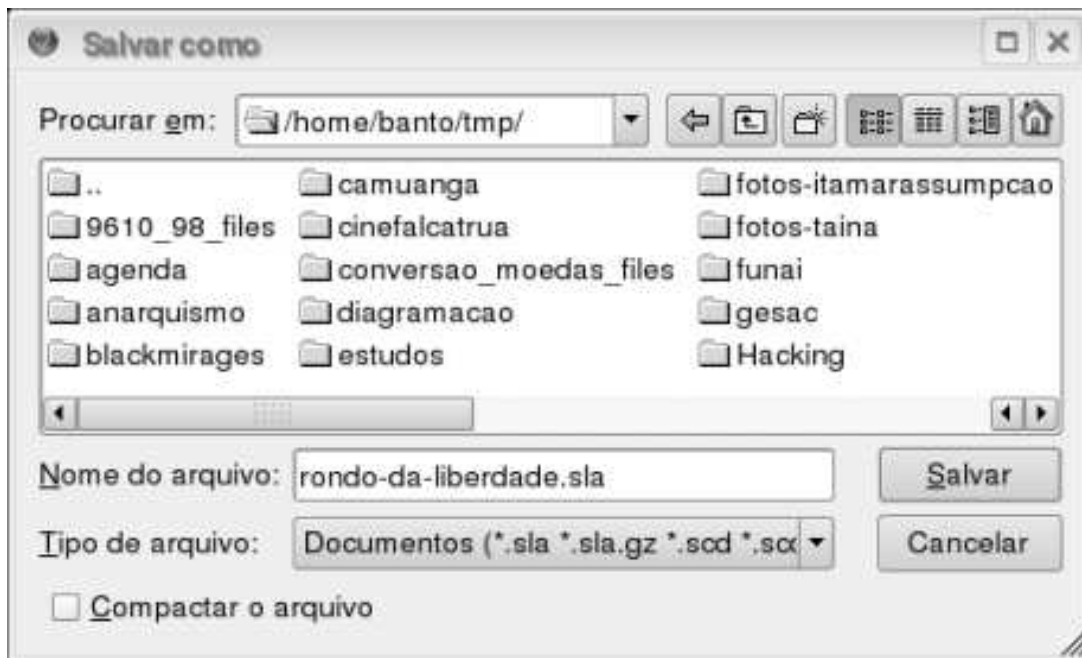 Salvar como
Procurar em: /home/banto/tmp/
.. camuanga fotos-itamarassumpcao
9610_98_files cinefalcatrua fotos-taina
agenda conversao_moedas_files funai
anarquismo diagramacao gesac
blackmirages estudos Hacking
Nome do arquivo: rondo-da-liberdade.sla Salvar
Tipo de arquivo: Documentos (*.sla *.sla.gz *.scd *.scd Cancelar
Compactar o arquivo